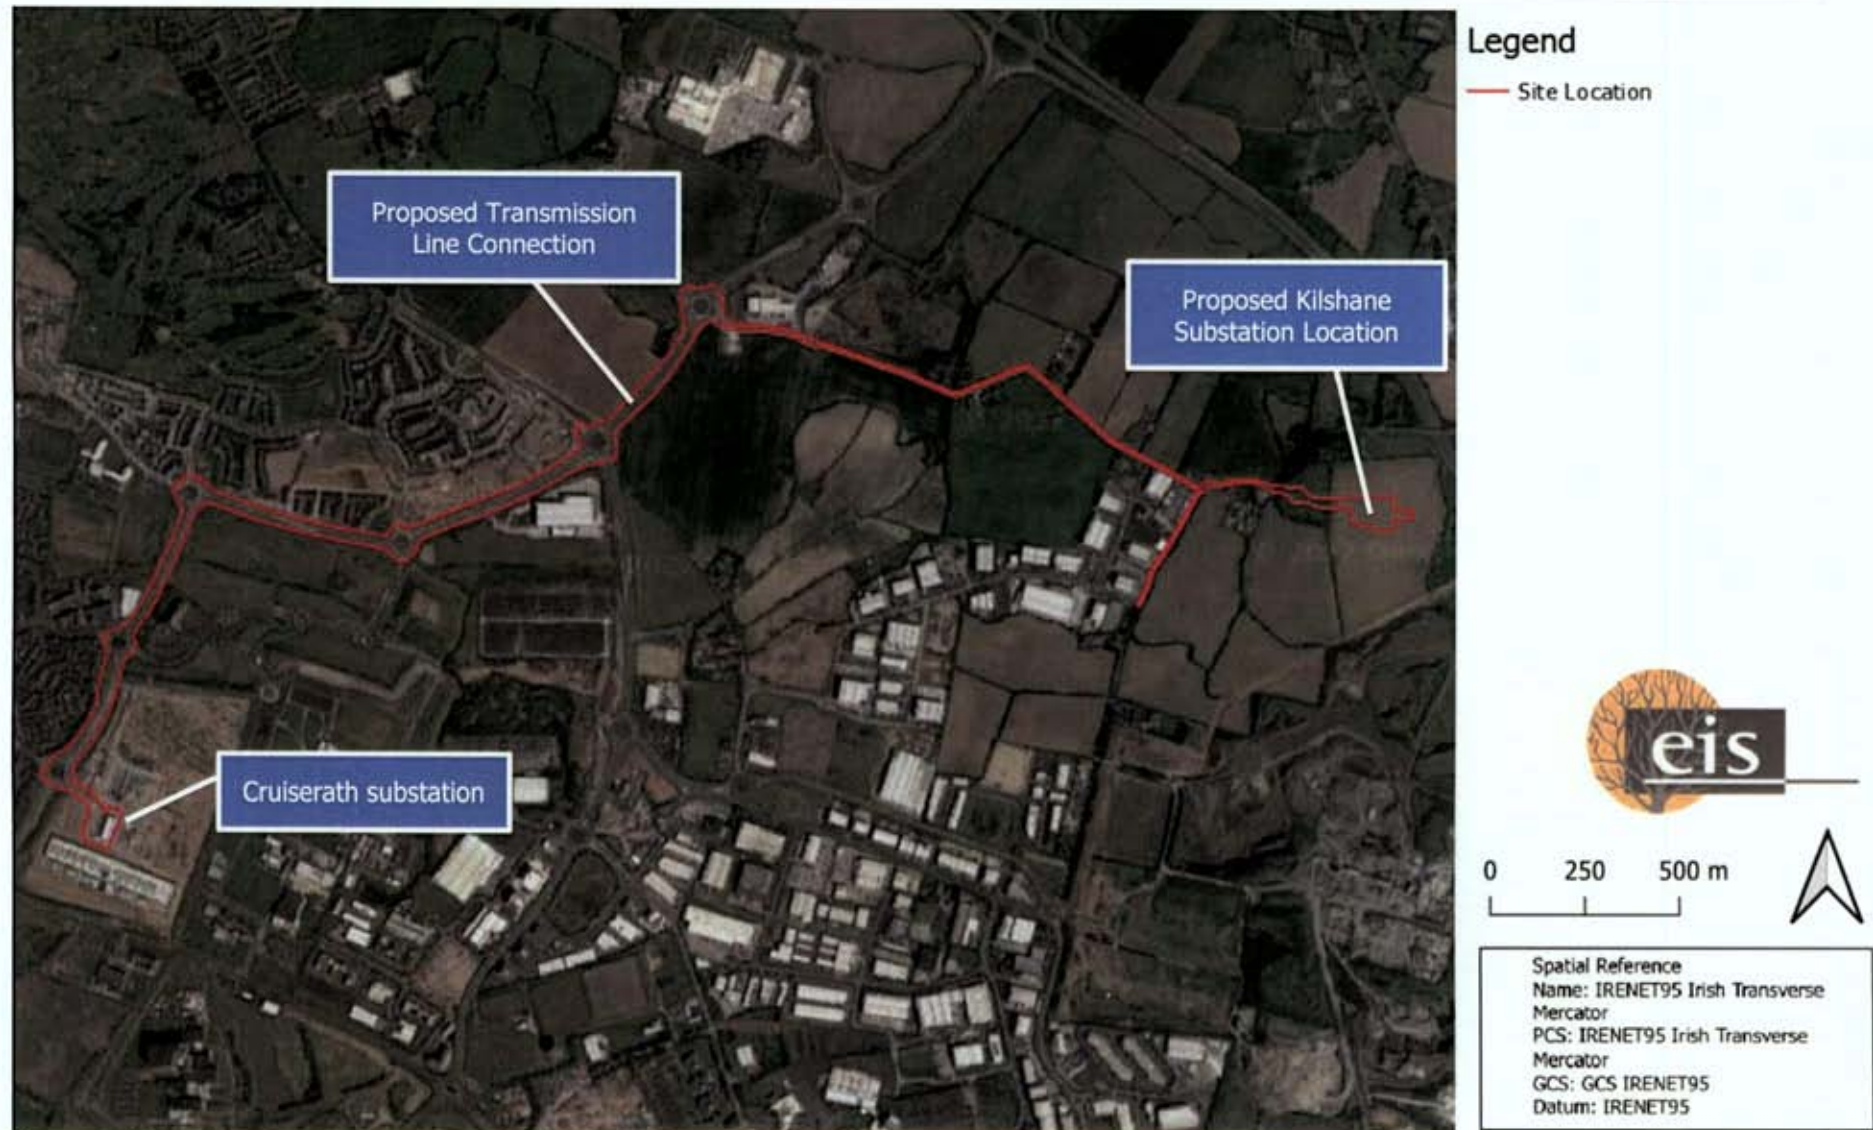 Legend
Site Location
Proposed Transmission
Line Connection
Proposed Kilshane
Substation Location
Cruiserath substation
eis
0 250 500 m
Spatial Reference
Name: IRENET95 Irish Transverse
Mercator
PCS: IRENET95 Irish Transverse
Mercator
GCS: GCS IRENET95
Datum: IRENET95